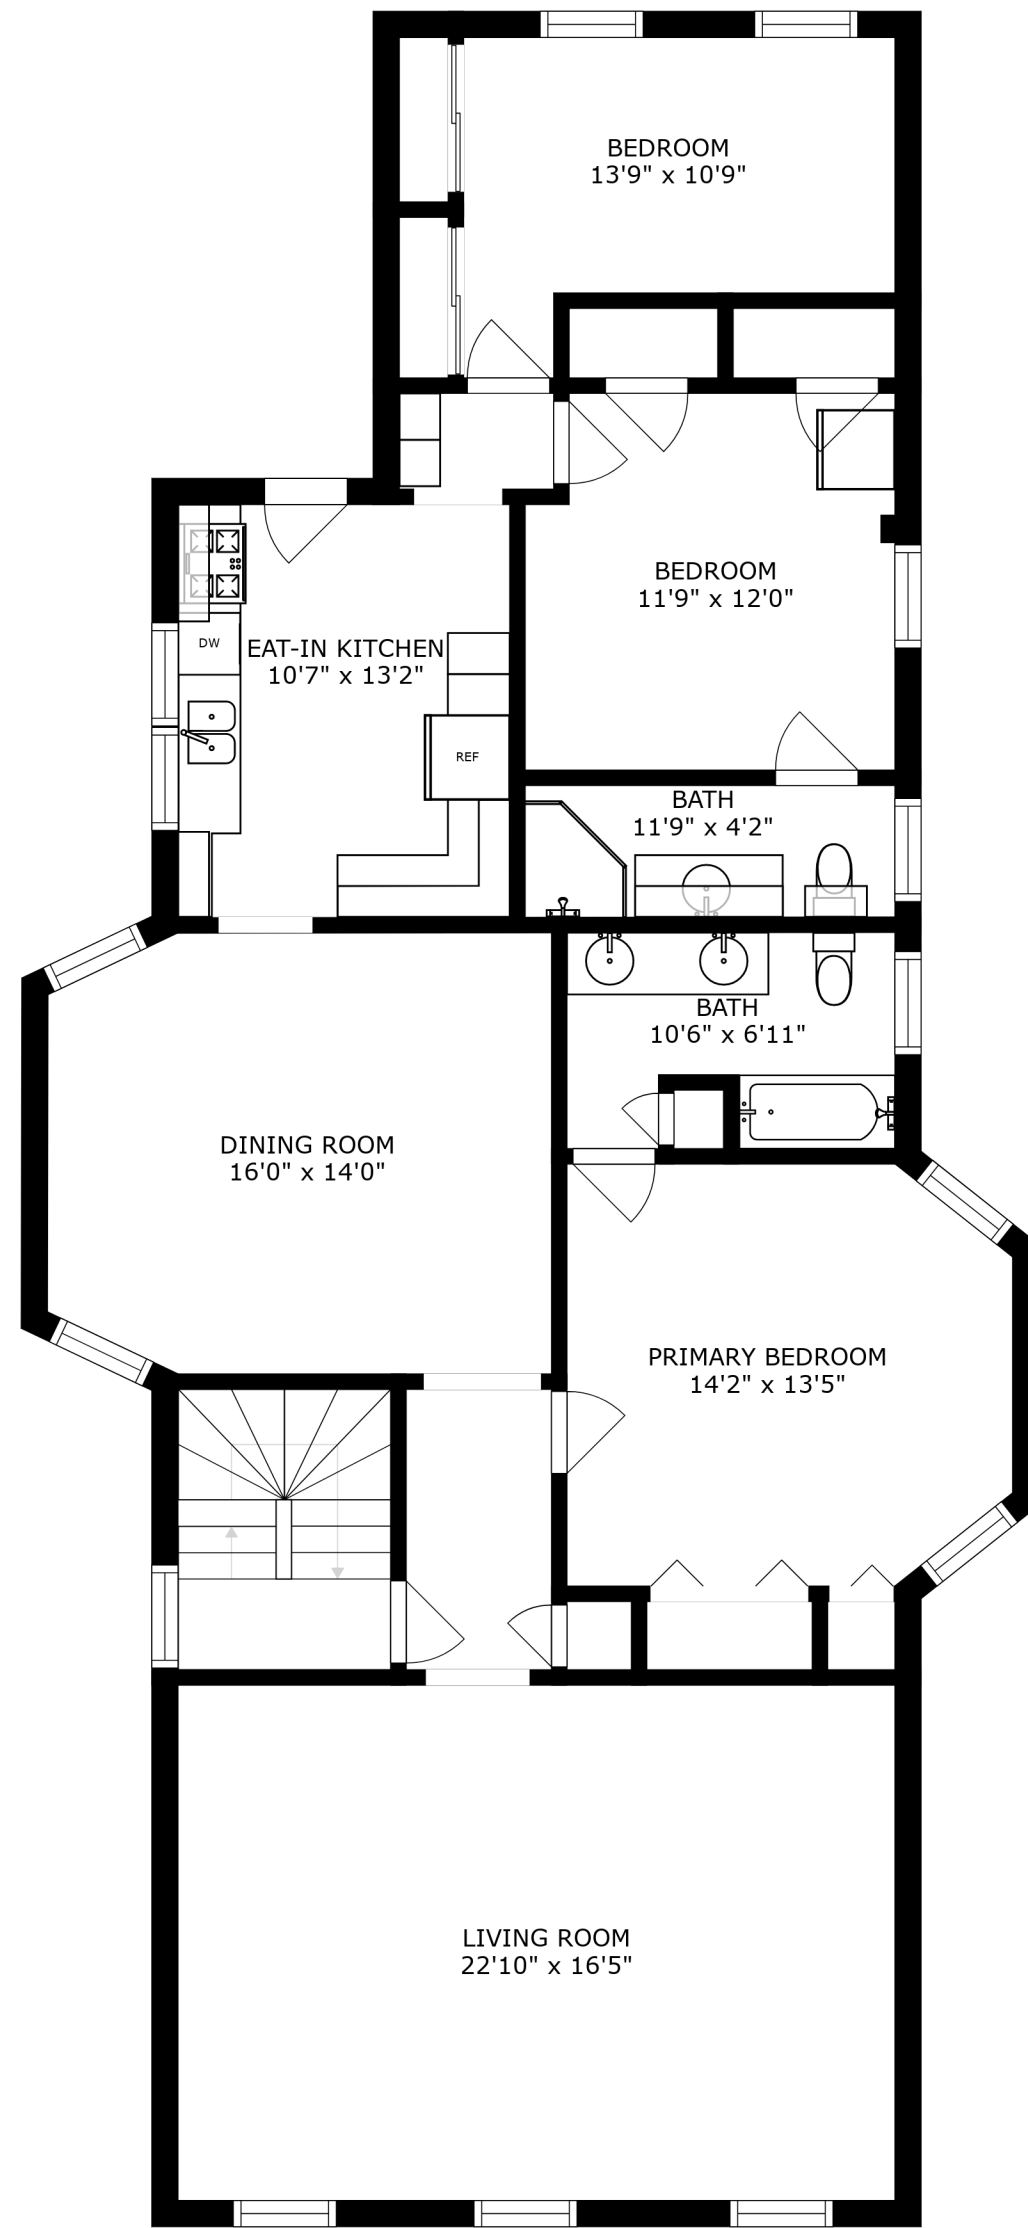 BEDROOM
13'9" x 10'9"
BEDROOM
11'9" x 12'0"
DW
EAT-IN KITCHEN
10'7" x 13'2"
REF
BATH
11'9" x 4'2"
BATH
10'6" x 6'11"
DINING ROOM
16'0" x 14'0"
PRIMARY BEDROOM
14'2" x 13'5"
LIVING ROOM
22'10" x 16'5"